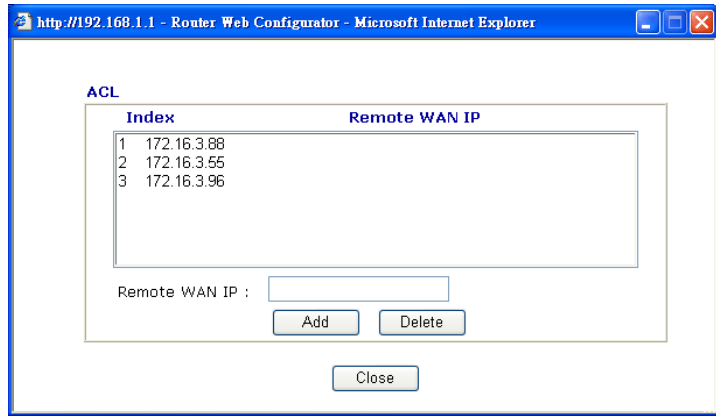 http://192.168.1.1 - Router Web Configurator - Microsoft Internet Explorer
ACL
Index Remote WAN IP
1 172.16.3.88
2 172.16.3.55
3 172.16.3.96
Remote WAN IP :
Add Delete
Close